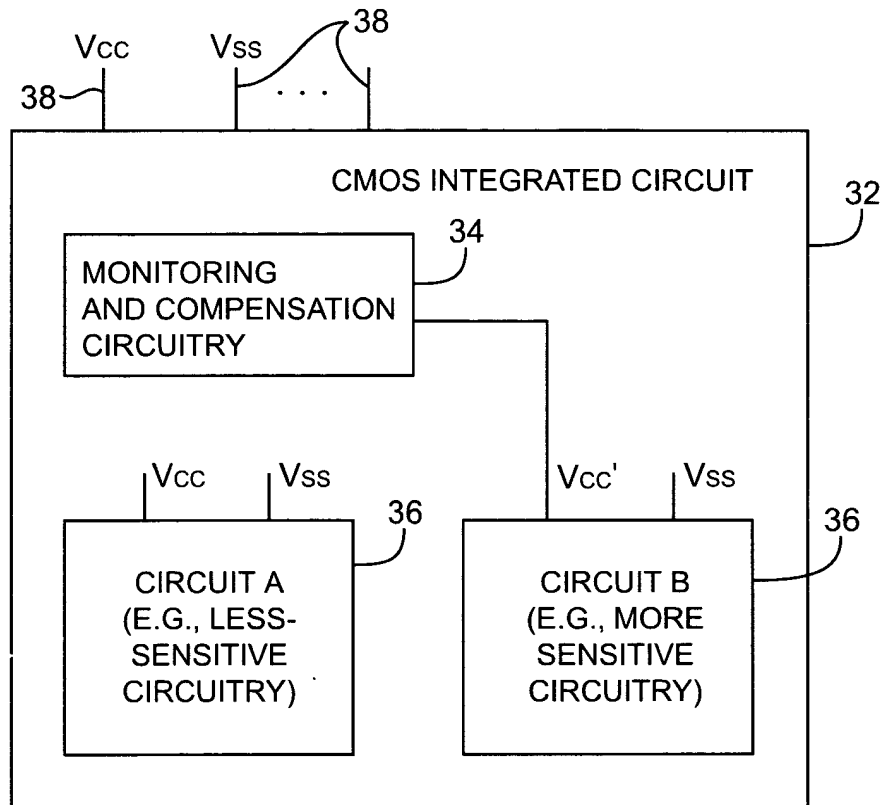 38
VCC VSS
38 . . .
CMOS INTEGRATED CIRCUIT
32
34
MONITORING
AND COMPENSATION
CIRCUITRY
VCC VSS
VCC' VSS
36
36
CIRCUIT A
(E.G., LESS-
SENSITIVE
CIRCUITRY)
CIRCUIT B
(E.G., MORE
SENSITIVE
CIRCUITRY)